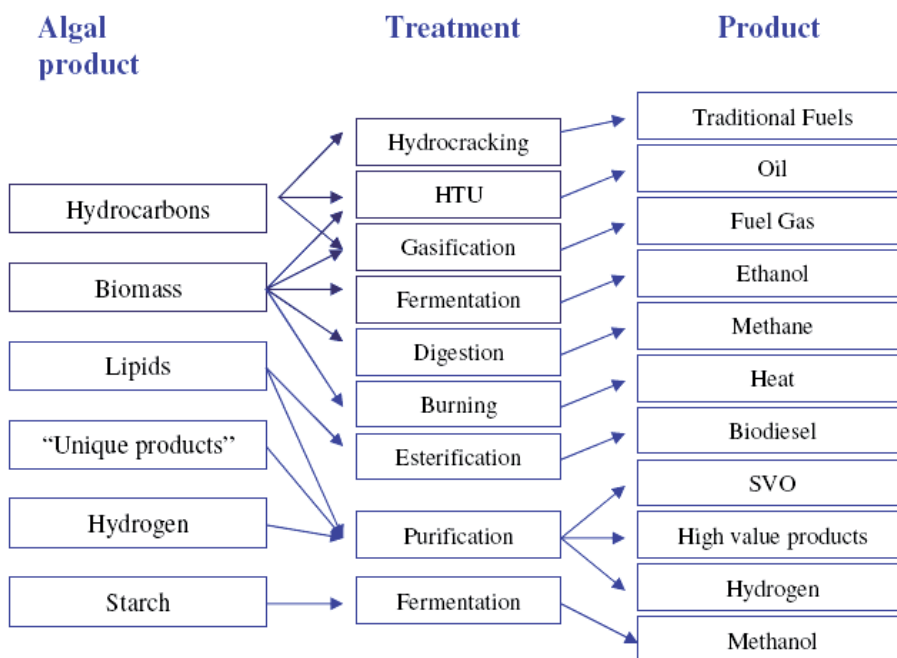 Algal
product
Treatment
Product
Hydrocarbons
Biomass
Lipids
“Unique products”
Hydrogen
Starch
Hydrocracking
HTU
Gasification
Fermentation
Digestion
Burning
Esterification
Purification
Fermentation
Traditional Fuels
Oil
Fuel Gas
Ethanol
Methane
Heat
Biodiesel
SVO
High value products
Hydrogen
Methanol